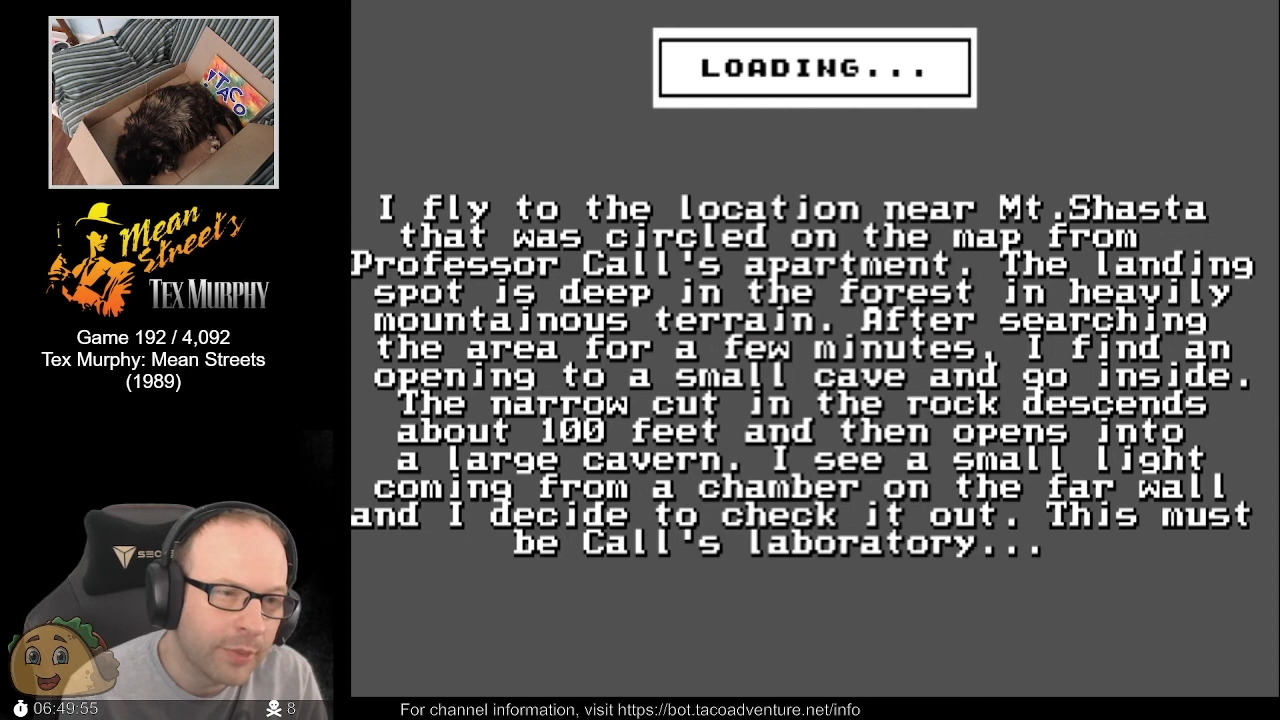 !TACO
Mean
Streets
TEX MURPHY
Game 192 / 4,092
Tex Murphy: Mean Streets
(1989)
SEC
06:49:55
8
LOADING...
I fly to the location near Mt.Shasta
that was circled on the map from
Professor Call's apartment. The landing
spot is deep in the forest in heavily
mountainous terrain. After searching
the area for a few minutes, I find an
opening to a small cave and go inside.
The narrow cut in the rock descends
about 100 feet and then opens into
a large cavern. I see a small light
coming from a chamber on the far wall
and I decide to check it out. This must
be Call's laboratory...
For channel information, visit https://bot.tacoadventure.net/info